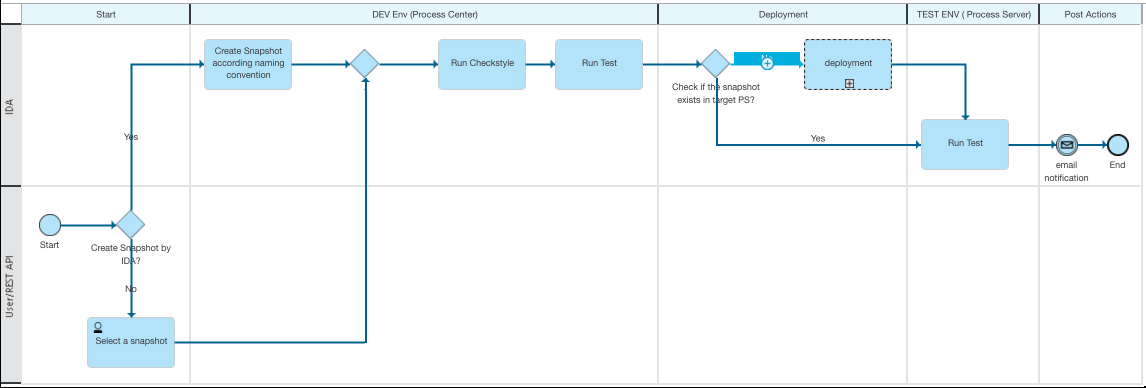 Start
DEV Env (Process Center)
Deployment
TEST ENV ( Process Server)
Post Actions
IDA
Create Snapshot
according naming
convention
Run Checkstyle
Run Test
Check if the snapshot
exists in target PS?
deployment
Yes
Yes
Run Test
email
notification
End
User/REST API
Start
Create Snapshot by
IDA?
No
Select a snapshot